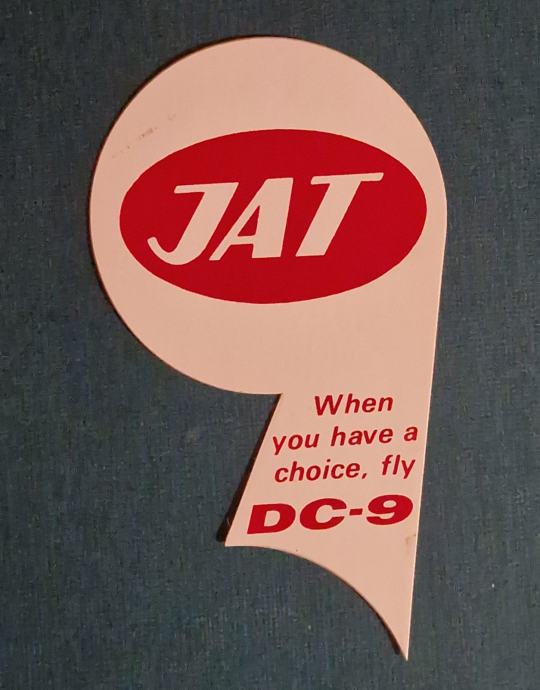 JAT
When
you have a
choice, fly
DC-9